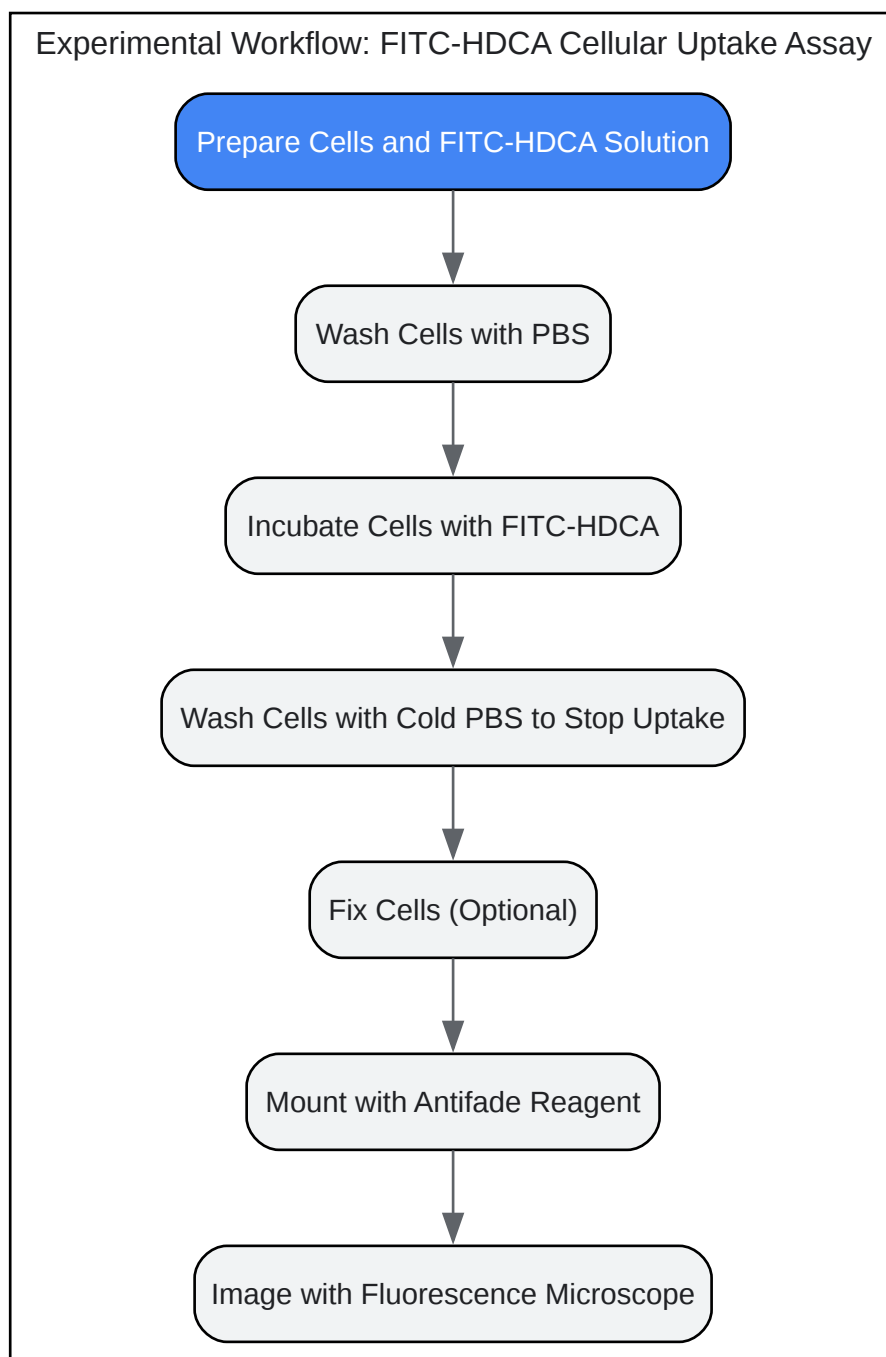 Experimental Workflow: FITC-HDCA Cellular Uptake Assay
Prepare Cells and FITC-HDCA Solution
Wash Cells with PBS
Incubate Cells with FITC-HDCA
Wash Cells with Cold PBS to Stop Uptake
Fix Cells (Optional)
Mount with Antifade Reagent
Image with Fluorescence Microscope